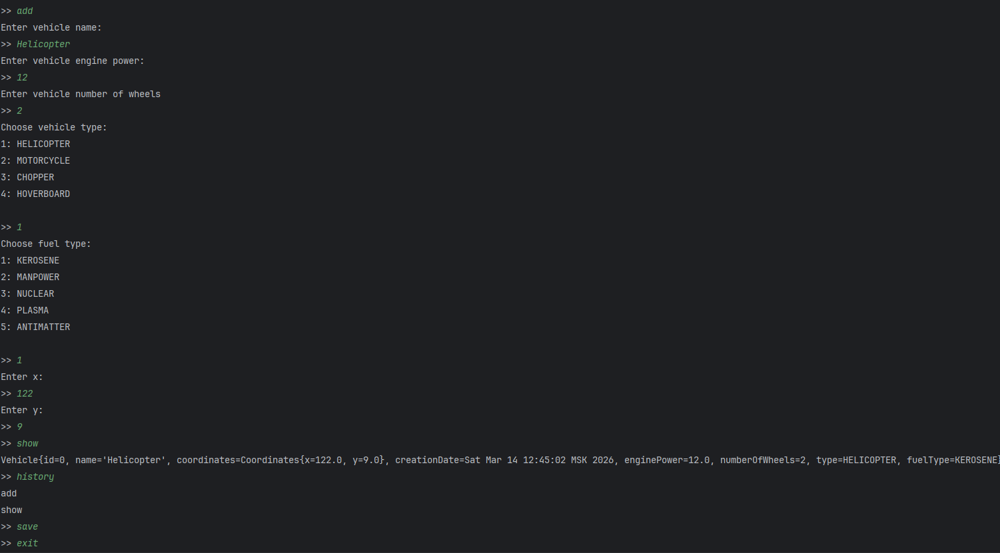 >> add
Enter vehicle name:
>> Helicopter
Enter vehicle engine power:
>> 12
Enter vehicle number of wheels
>> 2
Choose vehicle type:
1: HELICOPTER
2: MOTORCYCLE
3: CHOPPER
4: HOVERBOARD
>> 1
Choose fuel type:
1: KEROSENE
2: MANPOWER
3: NUCLEAR
4: PLASMA
5: ANTIMATTER
>> 1
Enter x:
>> 122
Enter y:
>> 9
>> show
Vehicle{id=0, name='Helicopter', coordinates=Coordinates{x=122.0, y=9.0}, creationDate=Sat Mar 14 12:45:02 MSK 2026, enginePower=12.0, numberOfWheels=2, type=HELICOPTER, fuelType=KEROSENE}
>> history
add
show
>> save
>> exit